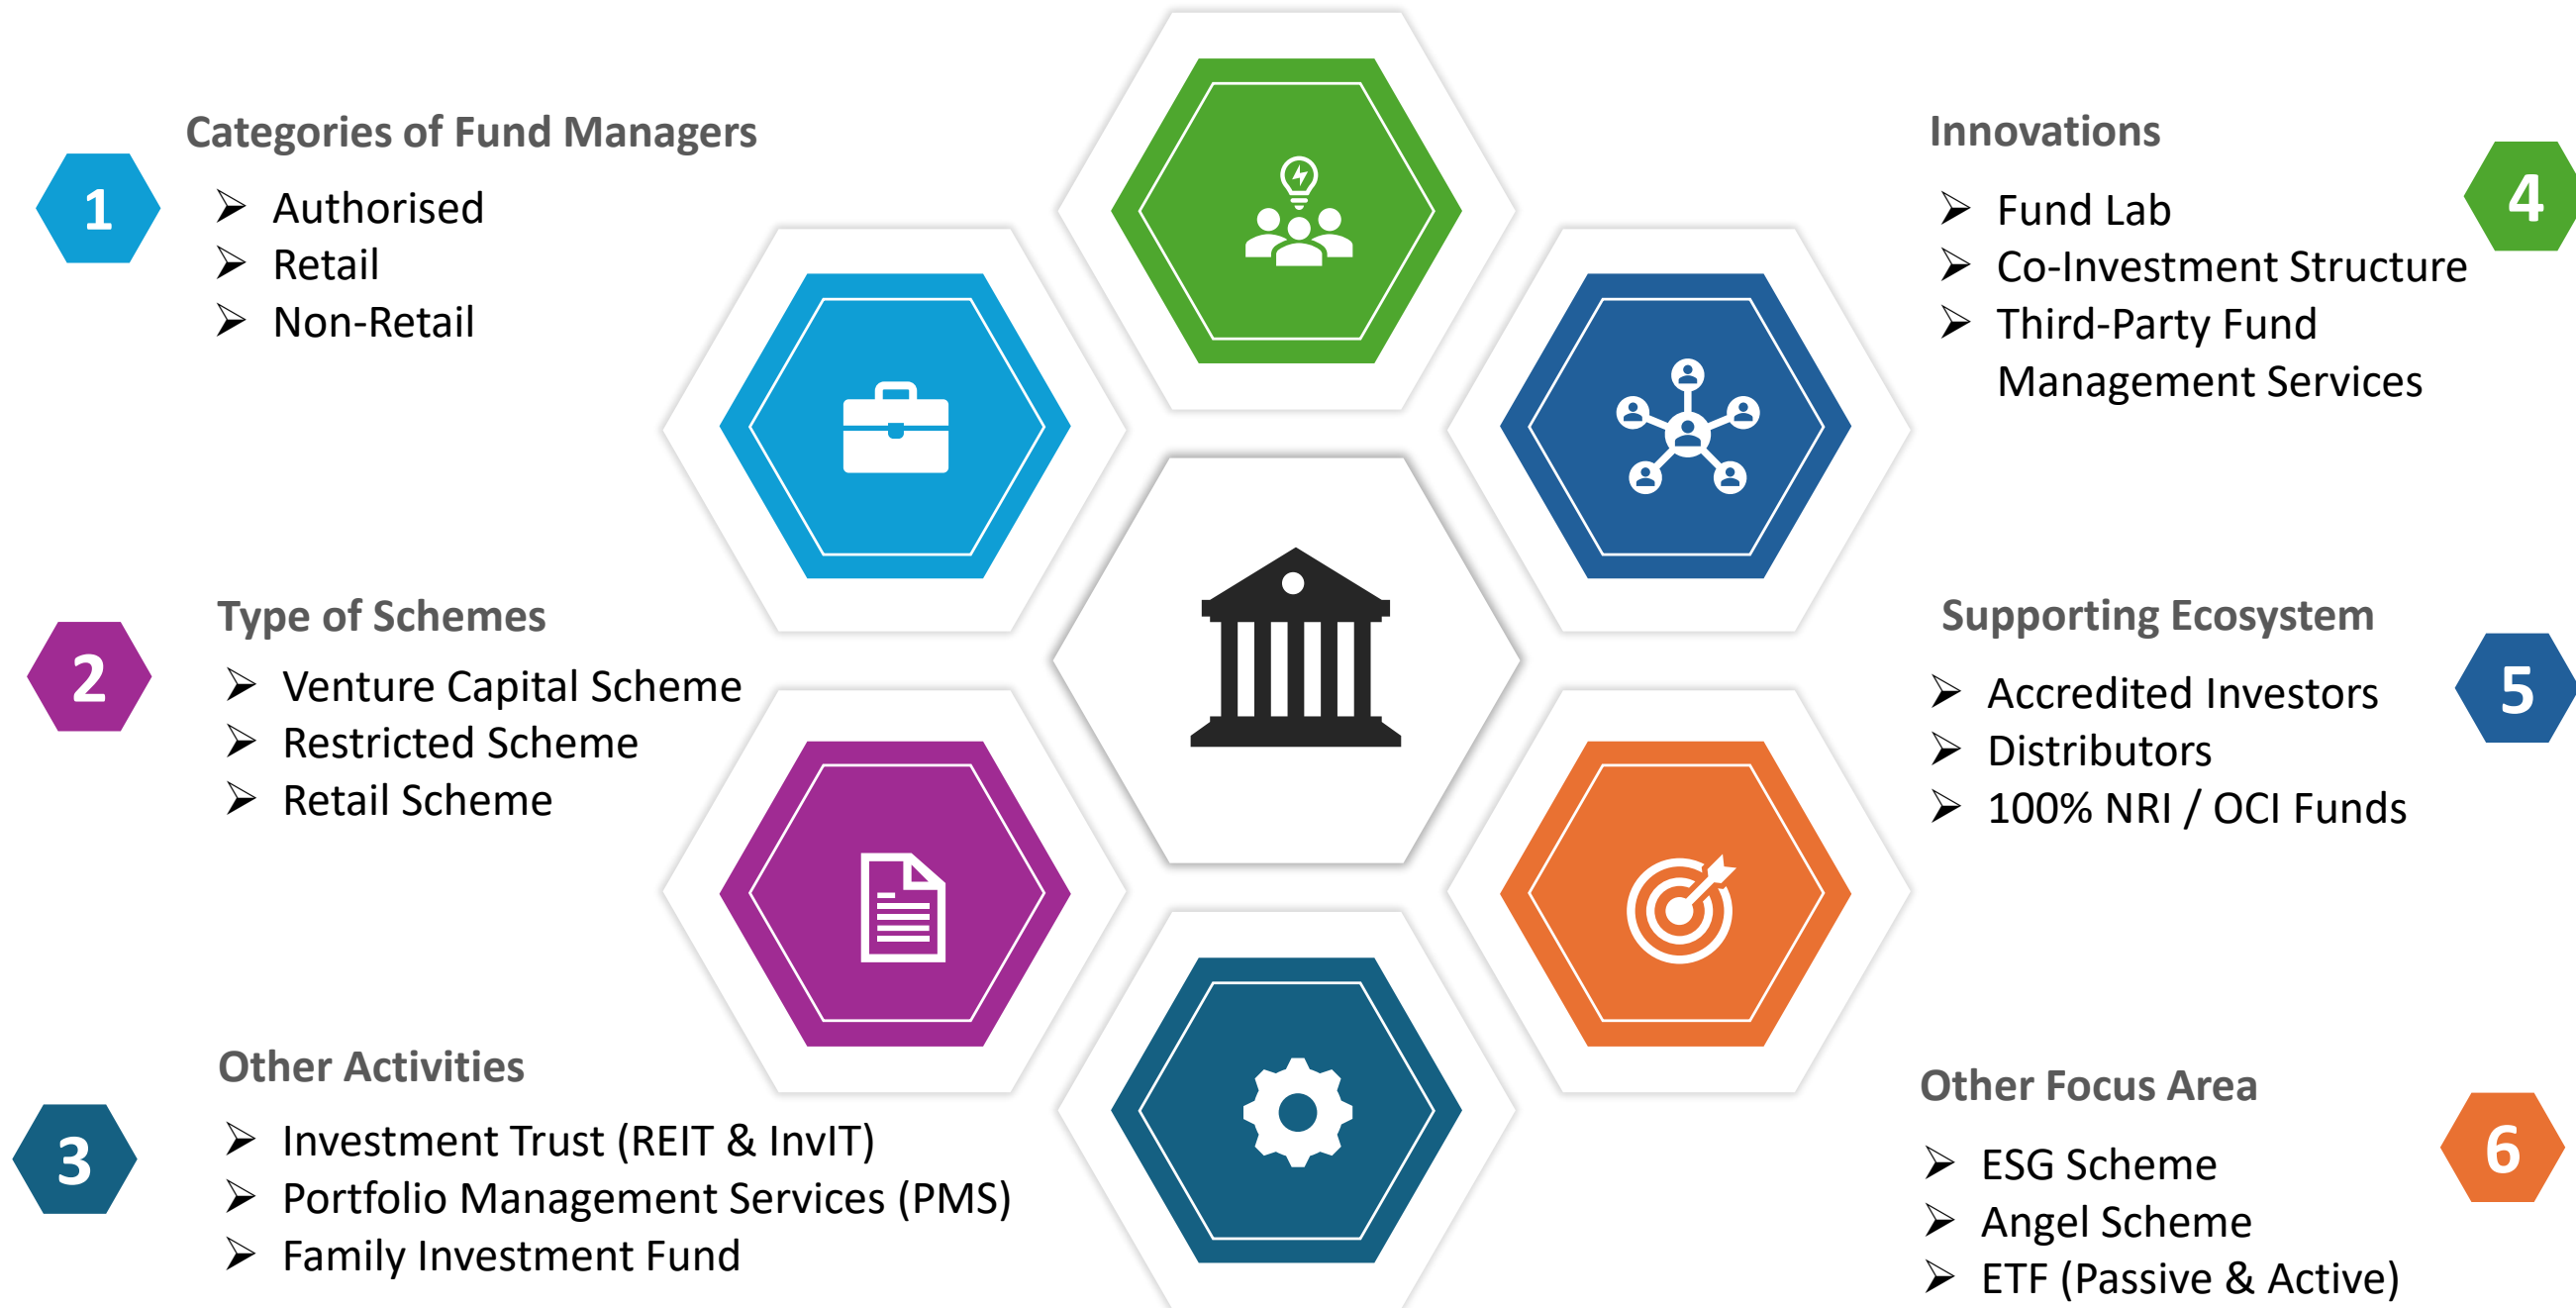 1
Categories of Fund Managers
➢ Authorised
➢ Retail
➢ Non-Retail
2
Type of Schemes
➢ Venture Capital Scheme
➢ Restricted Scheme
➢ Retail Scheme
3
Other Activities
➢ Investment Trust (REIT & InvIT)
➢ Portfolio Management Services (PMS)
➢ Family Investment Fund
4
Innovations
➢ Fund Lab
➢ Co-Investment Structure
➢ Third-Party Fund
Management Services
5
Supporting Ecosystem
➢ Accredited Investors
➢ Distributors
➢ 100% NRI / OCI Funds
6
Other Focus Area
➢ ESG Scheme
➢ Angel Scheme
➢ ETF (Passive & Active)